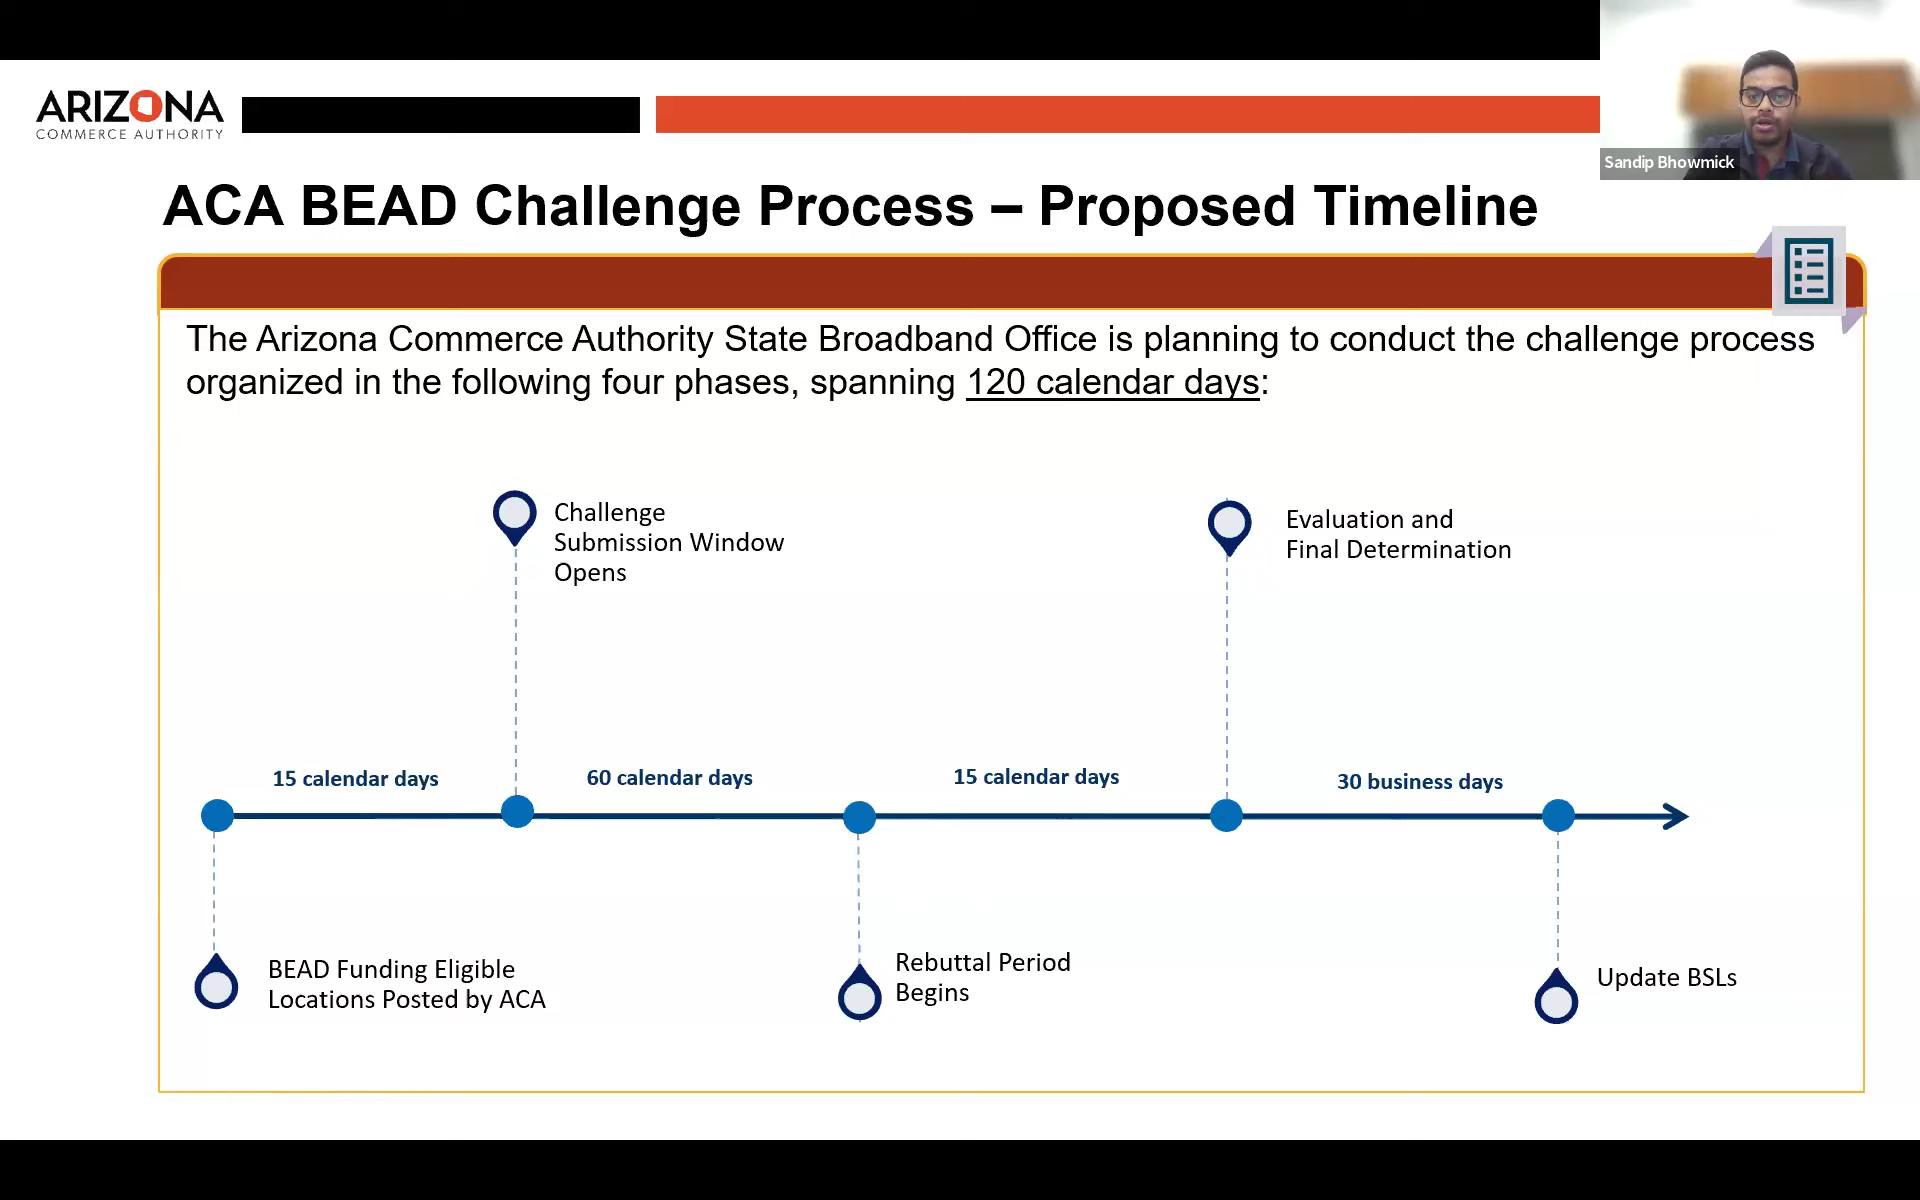 ARIZONA
COMMERCE AUTHORITY
Sandip Bhowmick
ACA BEAD Challenge Process – Proposed Timeline
The Arizona Commerce Authority State Broadband Office is planning to conduct the challenge process
organized in the following four phases, spanning 120 calendar days:
Challenge
Submission Window
Opens
Evaluation and
Final Determination
15 calendar days
60 calendar days
15 calendar days
30 business days
BEAD Funding Eligible
Locations Posted by ACA
Rebuttal Period
Begins
Update BSLs